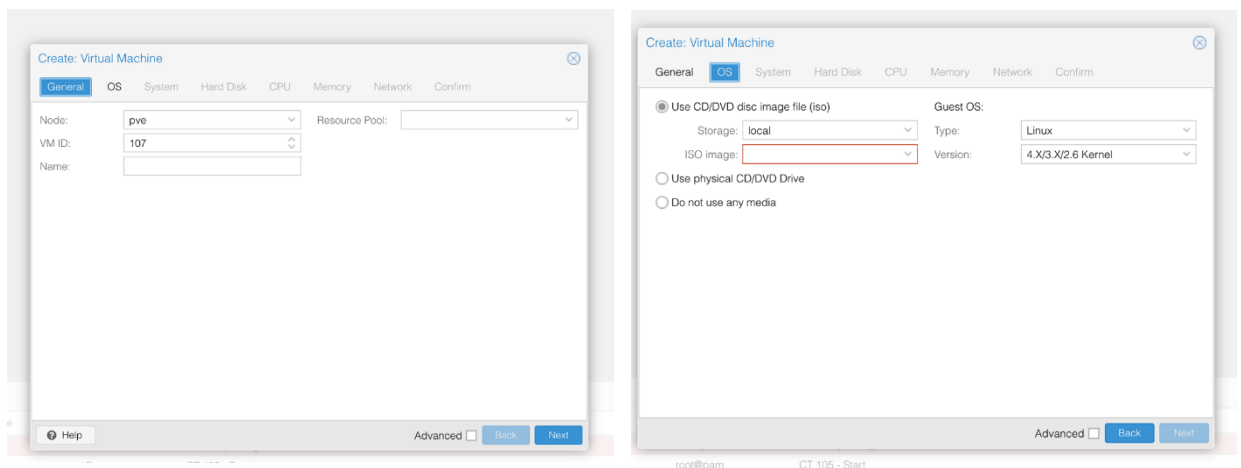 Create: Virtual Machine
General OS System Hard Disk CPU Memory Network Confirm
Node: pve Resource Pool:
VM ID: 107
Name:
Help Advanced Back Next
Create: Virtual Machine
General OS System Hard Disk CPU Memory Network Confirm
Use CD/DVD disc image file (iso) Guest OS:
Storage: local Type: Linux
ISO image: Version: 4.X/3.X/2.6 Kernel
Use physical CD/DVD Drive
Do not use any media
Advanced Back Next
root@pam CT 105 - Start